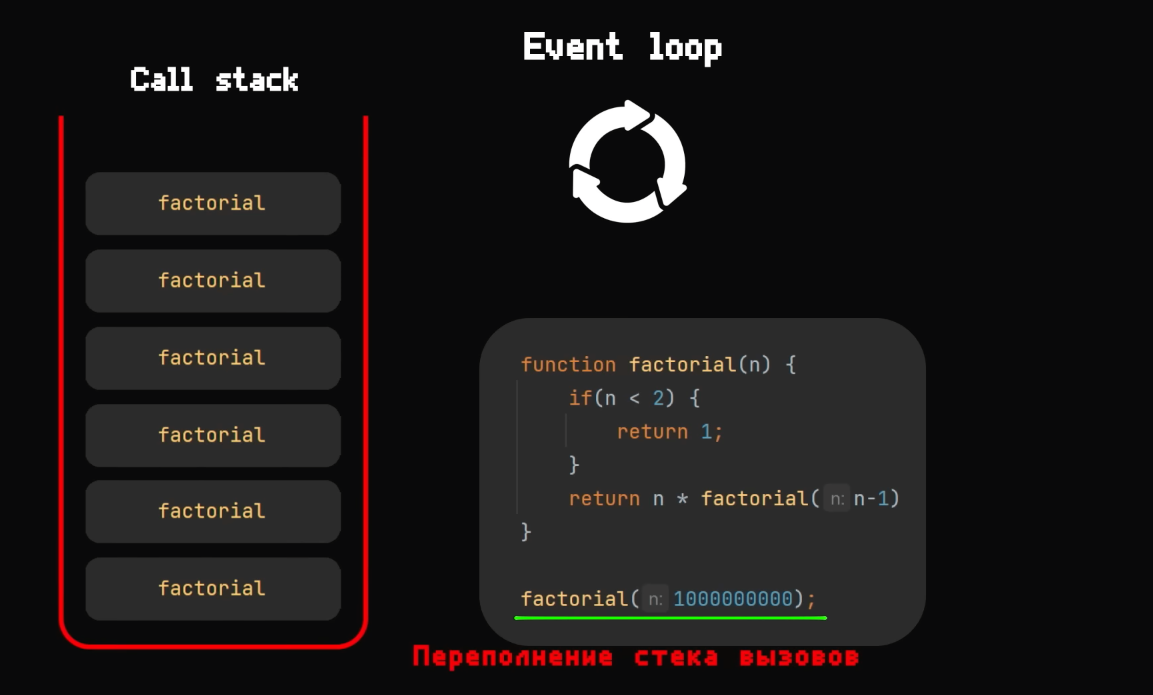 Event loop
Call stack
factorial
factorial
factorial
factorial
factorial
factorial
function factorial(n) {
if(n < 2) {
return 1;
}
return n * factorial( n: n-1)
}
factorial( n: 1000000000);
Переполнение стека вызовов